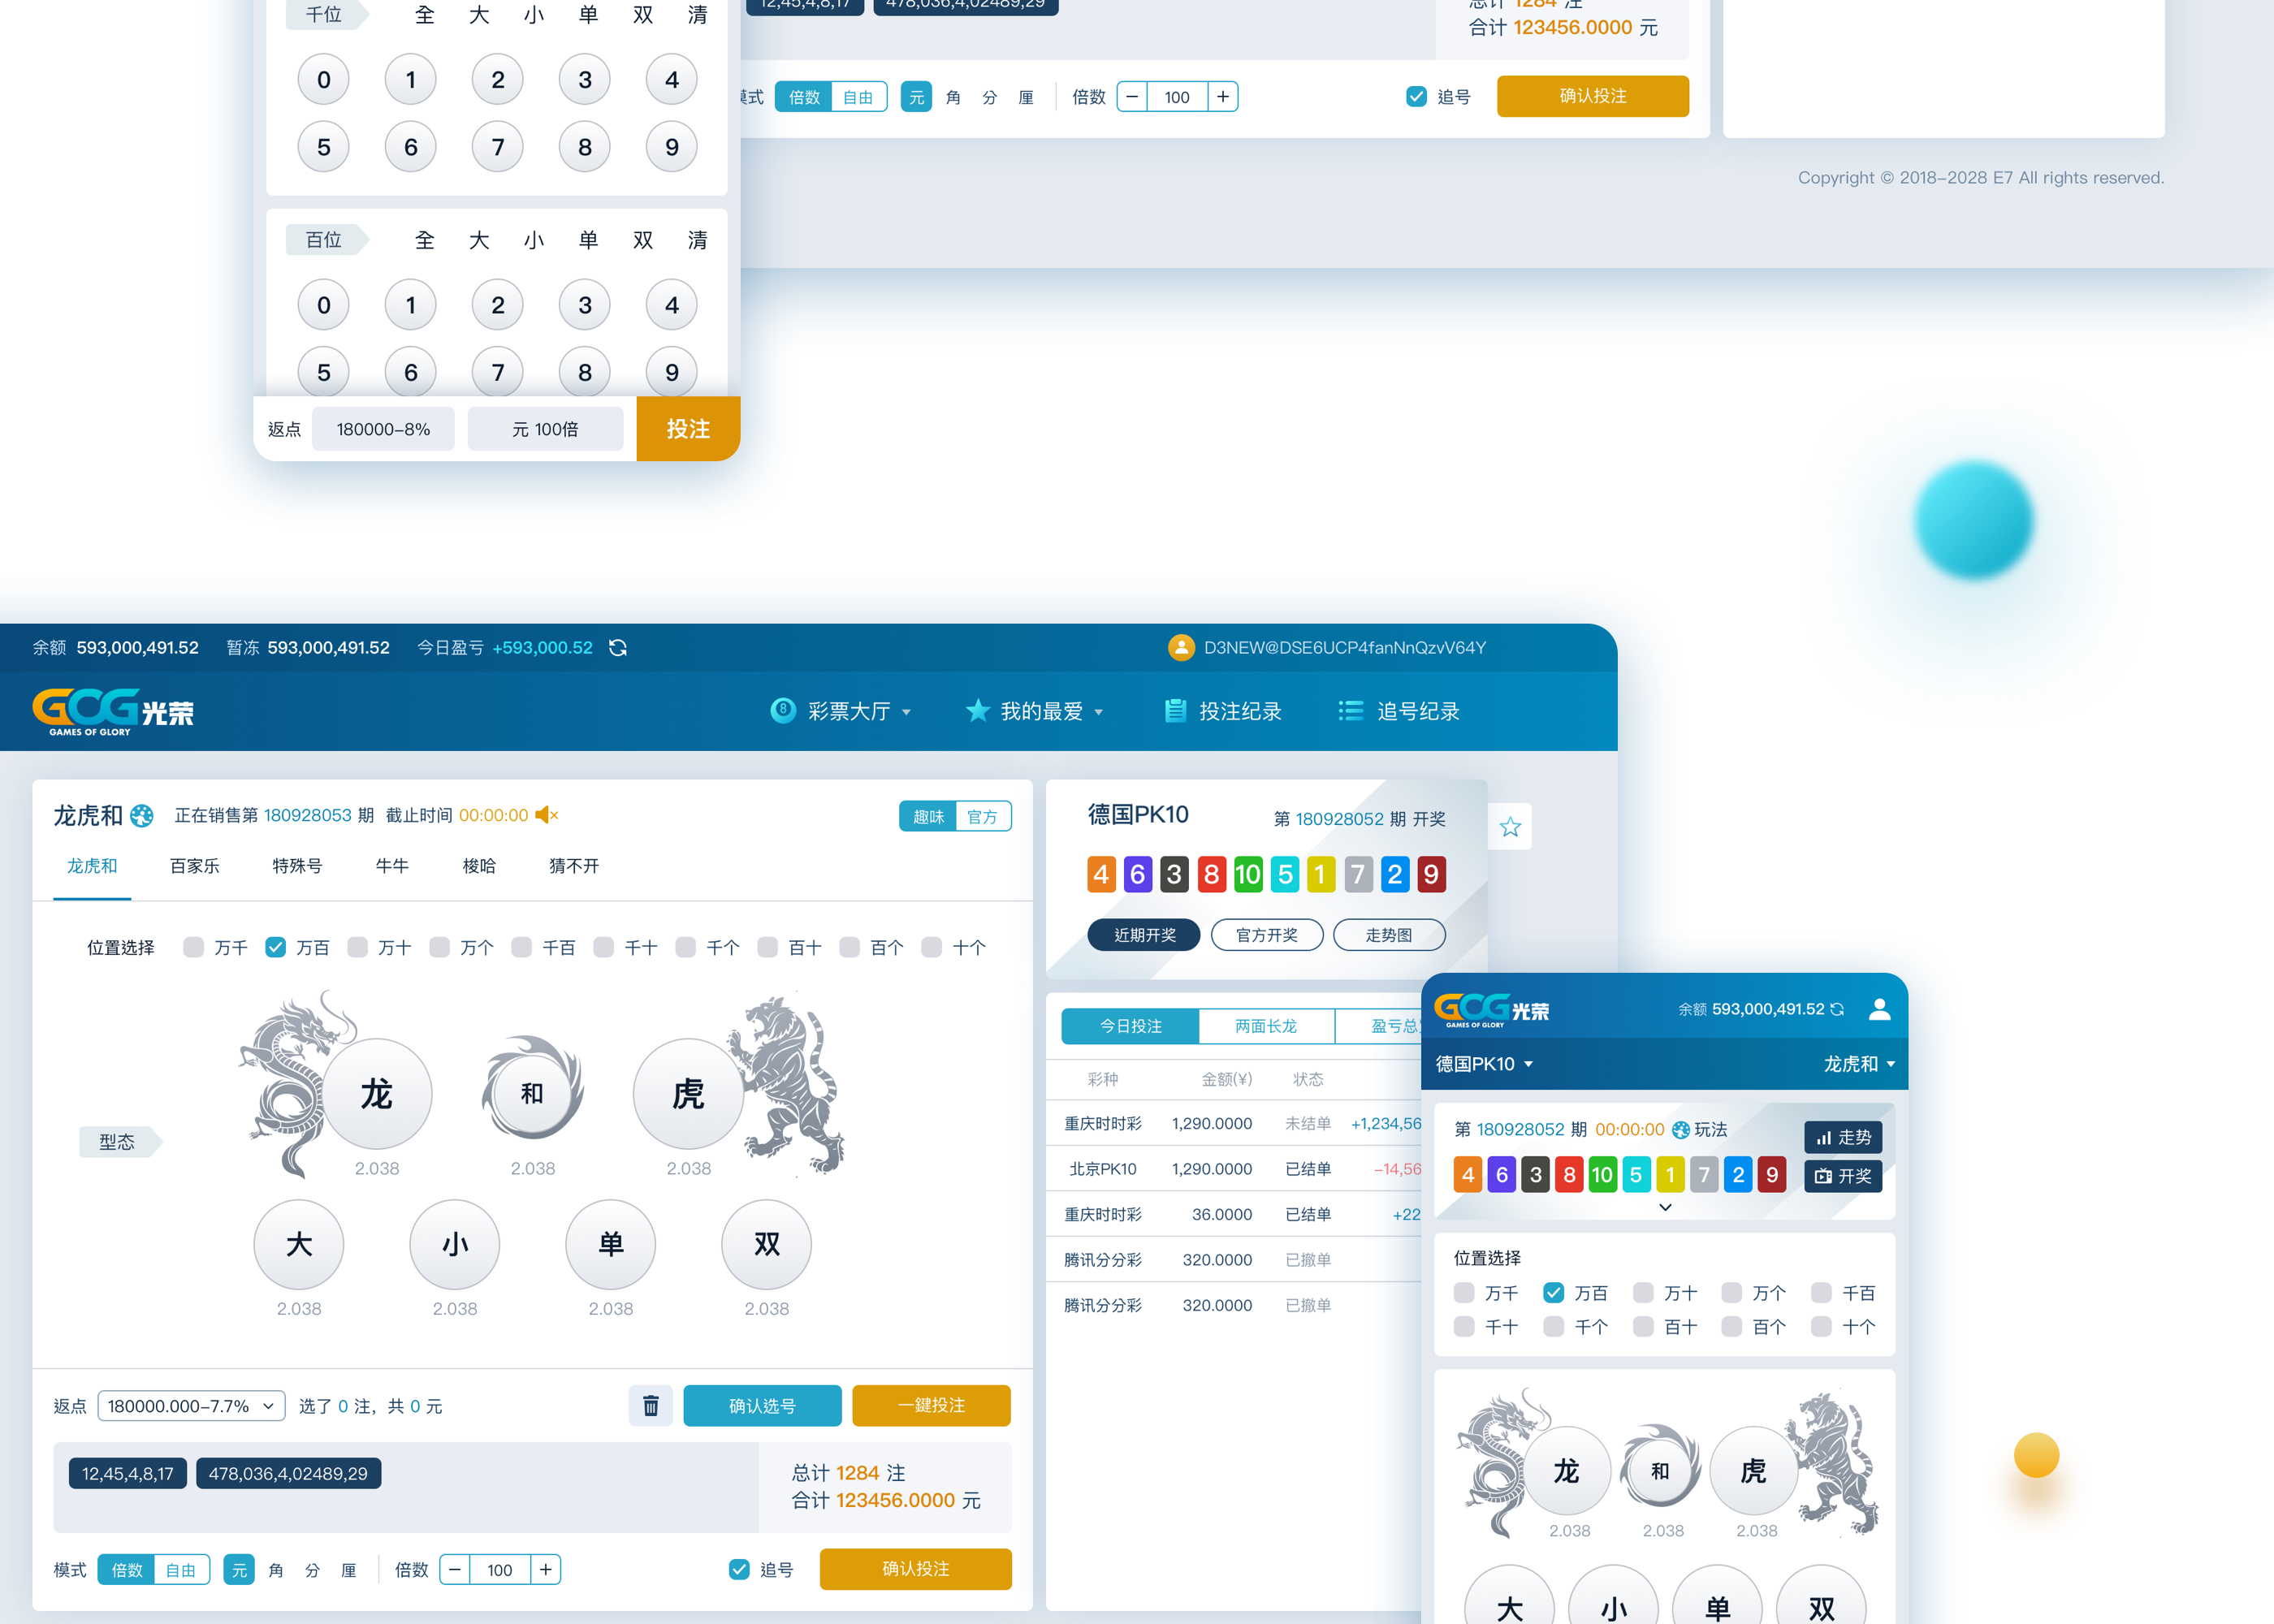 千位 全 大 小 单 双 清
0 1 2 3 4
5 6 7 8 9
百位 全 大 小 单 双 清
0 1 2 3 4
5 6 7 8 9
返点 180000–8% 元 100倍 投注
12,45,4,8,17 478,036,4,02489,29
总计 1284 注
合计 123456.0000 元
模式 倍数 自由 元 角 分 厘 倍数 − 100 + 追号 确认投注
Copyright © 2018–2028 E7 All rights reserved.
余额 593,000,491.52 暂冻 593,000,491.52 今日盈亏 +593,000.52 D3NEW@DSE6UCP4fanNnQzvV64Y
GCG光荣
GAMES OF GLORY
8 彩票大厅 我的最爱 投注纪录 追号纪录
龙虎和 正在销售第 180928053 期 截止时间 00:00:00 趣味 官方
龙虎和 百家乐 特殊号 牛牛 梭哈 猜不开
位置选择 万千 万百 万十 万个 千百 千十 千个 百十 百个 十个
型态
龙 和 虎
2.038 2.038 2.038
大 小 单 双
2.038 2.038 2.038 2.038
返点 180000.000–7.7% 选了 0 注, 共 0 元 确认选号 一鍵投注
12,45,4,8,17 478,036,4,02489,29
总计 1284 注
合计 123456.0000 元
模式 倍数 自由 元 角 分 厘 倍数 − 100 + 追号 确认投注
德国PK10 第 180928052 期 开奖
4 6 3 8 10 5 1 7 2 9
近期开奖 官方开奖 走势图
今日投注 两面长龙 盈亏总
彩种 金额(¥) 状态
重庆时时彩 1,290.0000 未结单 +1,234,56
北京PK10 1,290.0000 已结单 –14,56
重庆时时彩 36.0000 已结单 +22
腾讯分分彩 320.0000 已撤单
腾讯分分彩 320.0000 已撤单
GCG光荣
GAMES OF GLORY
余额 593,000,491.52
德国PK10 龙虎和
第 180928052 期 00:00:00 玩法 走势
4 6 3 8 10 5 1 7 2 9 开奖
位置选择
万千 万百 万十 万个 千百
千十 千个 百十 百个 十个
龙 和 虎
2.038 2.038 2.038
大 小 单 双